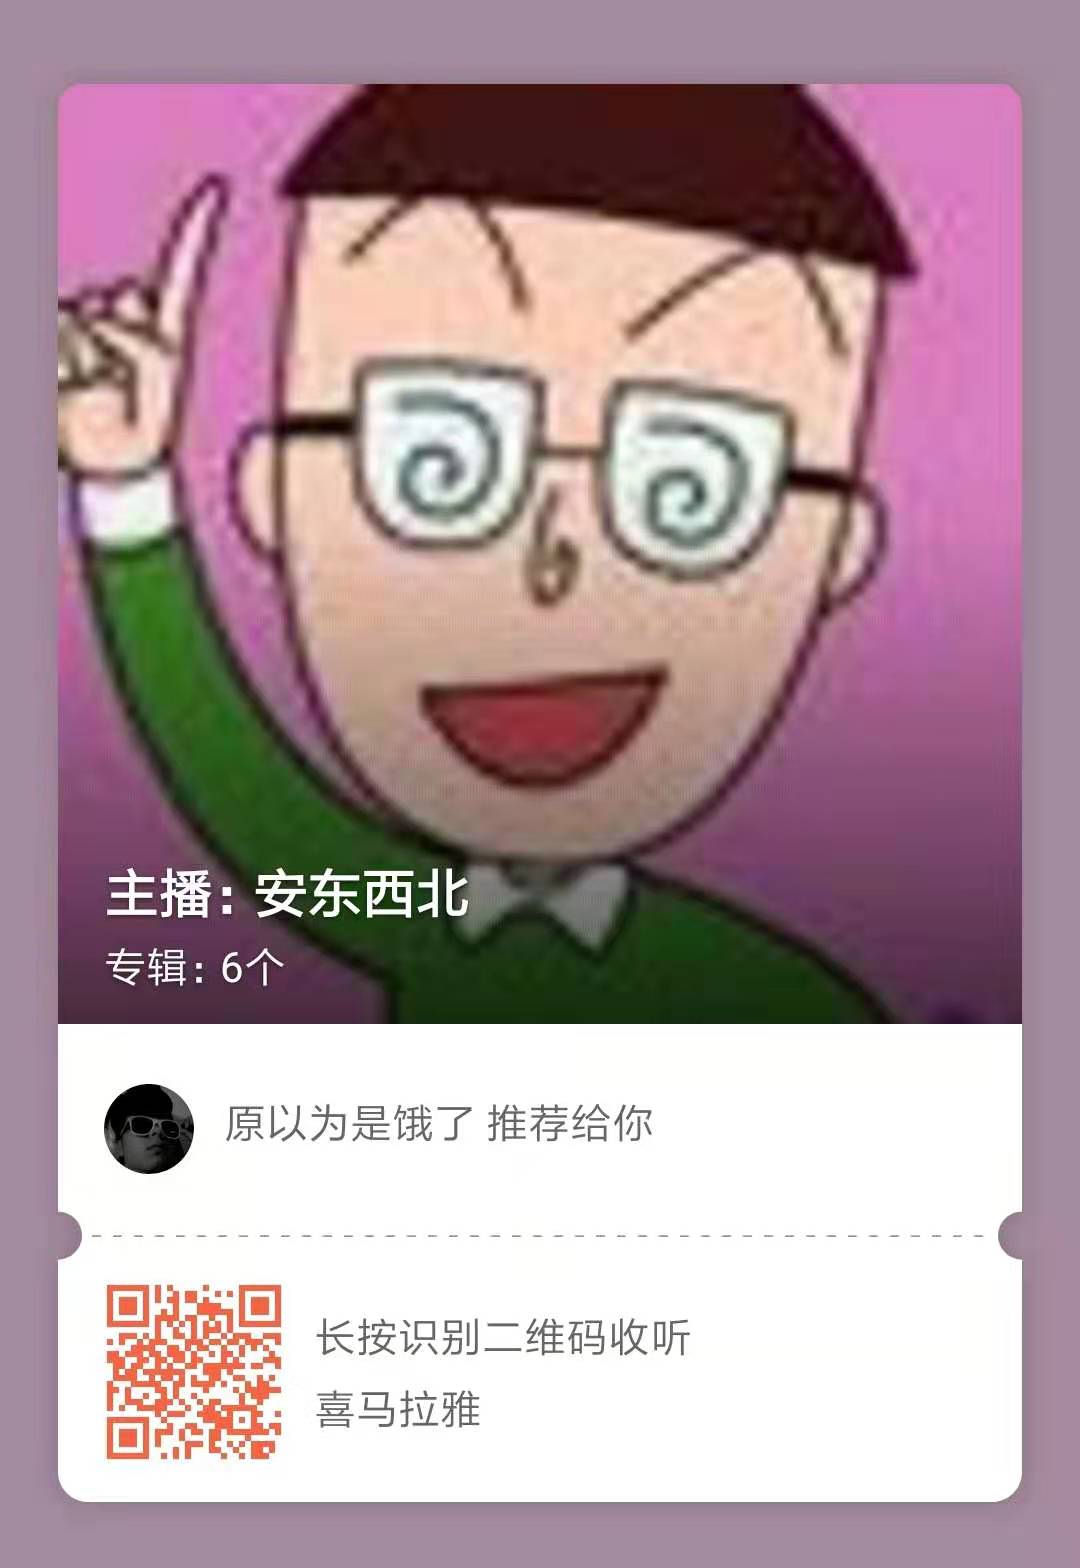 主播：安东西北
专辑：6个
原以为是饿了 推荐给你
长按识别二维码收听
喜马拉雅